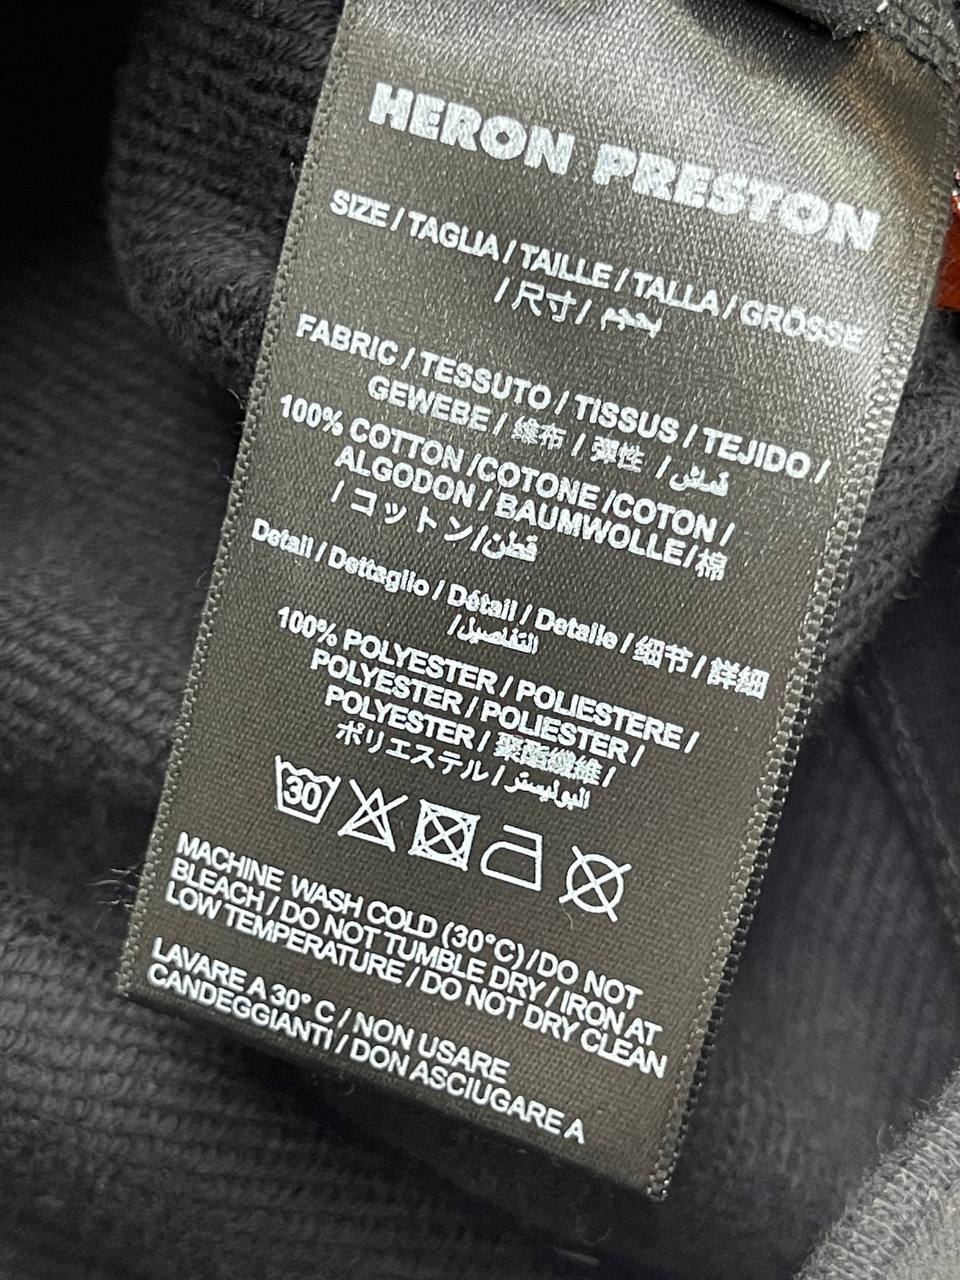 HERON PRESTON
SIZE / TAGLIA / TAILLE / TALLA / GRÖSSE
/ 尺寸 / بحجم
FABRIC / TESSUTO / TISSUS / TEJIDO /
GEWEBE / 維布 / 彈性 / قماش
100% COTTON /COTONE /COTON /
ALGODON / BAUMWOLLE/棉
/ コットン/قطن
Detail / Dettaglio / Détail / Detalle / 细节 / 詳細
/التفاصيل
100% POLYESTER / POLIESTERE /
POLYESTER / POLIESTER /
POLYESTER / 聚酯纖維 /
ポリエステル / البوليستر
30
MACHINE WASH COLD (30°C)/DO NOT
BLEACH / DO NOT TUMBLE DRY / IRON AT
LOW TEMPERATURE / DO NOT DRY CLEAN
LAVARE A 30° C / NON USARE
CANDEGGIANTI / DON ASCIUGARE A